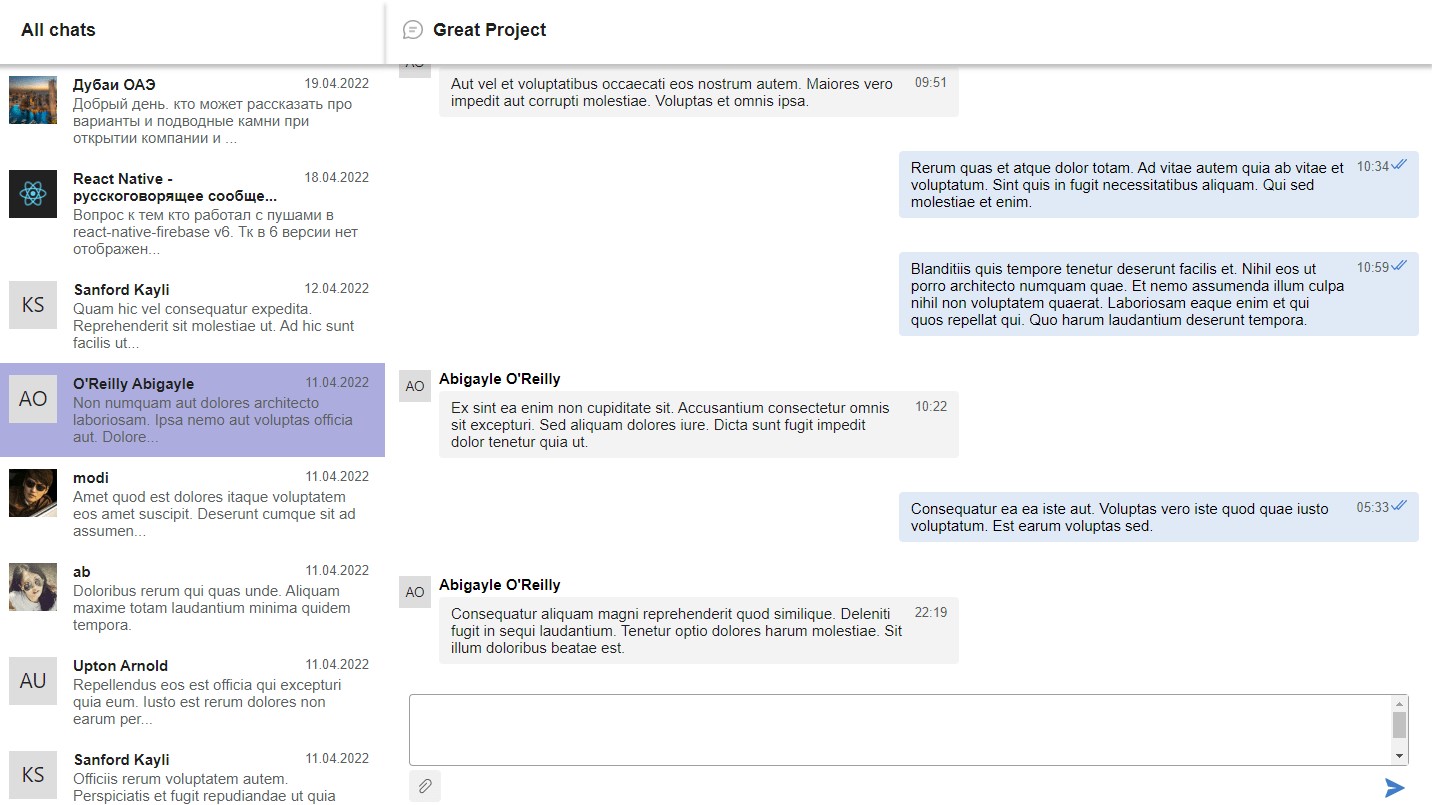 All chats
Дубаи ОАЭ
19.04.2022
Добрый день. кто может рассказать про
варианты и подводные камни при
открытии компании и ...
React Native -
18.04.2022
русскоговорящее сообще...
Вопрос к тем кто работал с пушами в
react-native-firebase v6. Тк в 6 версии нет
отображен...
KS
Sanford Kayli
12.04.2022
Quam hic vel consequatur expedita.
Reprehenderit sit molestiae ut. Ad hic sunt
facilis ut...
AO
O'Reilly Abigayle
11.04.2022
Non numquam aut dolores architecto
laboriosam. Ipsa nemo aut voluptas officia
aut. Dolore...
modi
11.04.2022
Amet quod est dolores itaque voluptatem
eos amet suscipit. Deserunt cumque sit ad
assumen...
ab
11.04.2022
Doloribus rerum qui quas unde. Aliquam
maxime totam laudantium minima quidem
tempora.
AU
Upton Arnold
11.04.2022
Repellendus eos est officia qui excepturi
quia eum. Iusto est rerum dolores non
earum per...
KS
Sanford Kayli
11.04.2022
Officiis rerum voluptatem autem.
Perspiciatis et fugit repudiandae ut quia
Great Project
AO
Aut vel et voluptatibus occaecati eos nostrum autem. Maiores vero
09:51
impedit aut corrupti molestiae. Voluptas et omnis ipsa.
Rerum quas et atque dolor totam. Ad vitae autem quia ab vitae et
10:34
voluptatum. Sint quis in fugit necessitatibus aliquam. Qui sed
molestiae et enim.
Blanditiis quis tempore tenetur deserunt facilis et. Nihil eos ut
10:59
porro architecto numquam quae. Et nemo assumenda illum culpa
nihil non voluptatem quaerat. Laboriosam eaque enim et qui
quos repellat qui. Quo harum laudantium deserunt tempora.
AO
Abigayle O'Reilly
Ex sint ea enim non cupiditate sit. Accusantium consectetur omnis
10:22
sit excepturi. Sed aliquam dolores iure. Dicta sunt fugit impedit
dolor tenetur quia ut.
Consequatur ea ea iste aut. Voluptas vero iste quod quae iusto
05:33
voluptatum. Est earum voluptas sed.
AO
Abigayle O'Reilly
Consequatur aliquam magni reprehenderit quod similique. Deleniti
22:19
fugit in sequi laudantium. Tenetur optio dolores harum molestiae. Sit
illum doloribus beatae est.